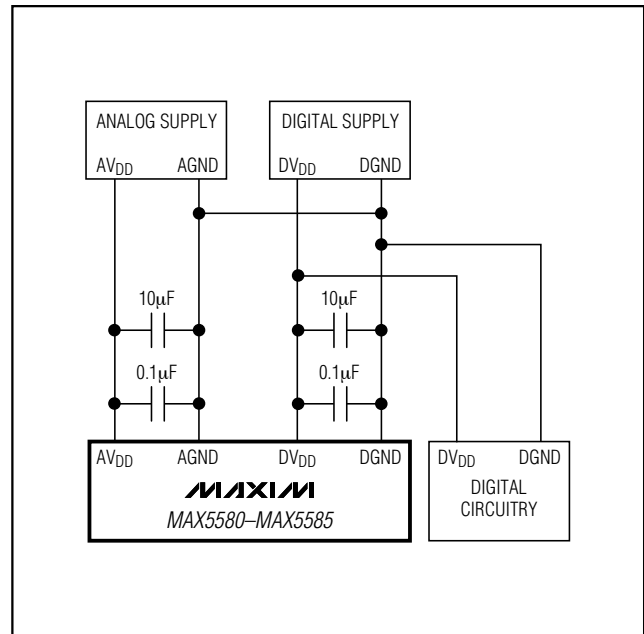 ANALOG SUPPLY
AVDD AGND
DIGITAL SUPPLY
DVDD DGND
10µF
10µF
0.1µF
0.1µF
AVDD AGND DVDD DGND
MAXIM
MAX5580–MAX5585
DVDD DGND
DIGITAL
CIRCUITRY